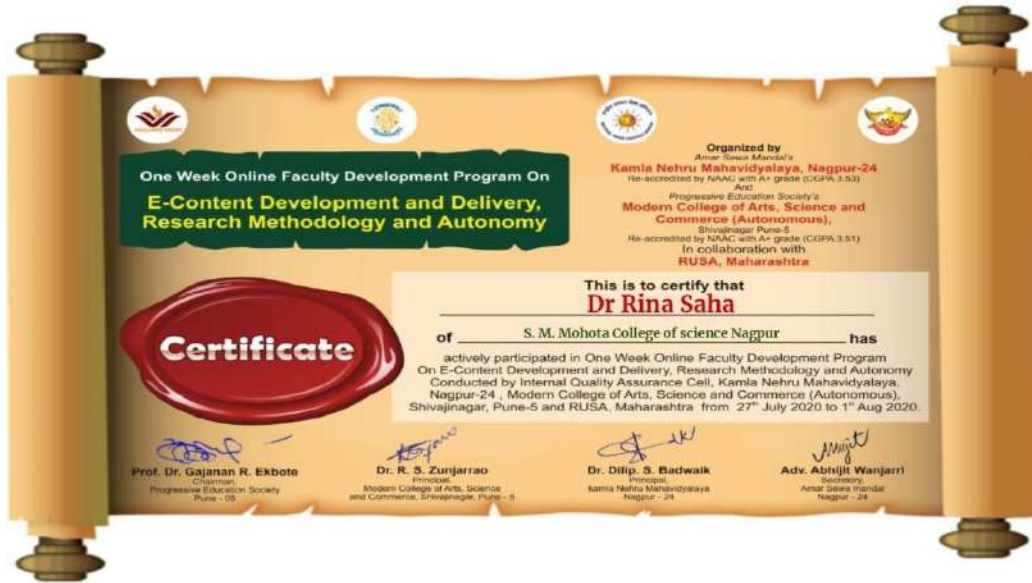 One Week Online Faculty Development Program On
E-Content Development and Delivery,
Research Methodology and Autonomy
Organized by
Amar Sewa Mandal's
Kamla Nehru Mahavidyalaya, Nagpur-24
Re-accredited by NAAC with A+ grade (CGPA 3.53)
And
Progressive Education Society's
Modern College of Arts, Science and
Commerce (Autonomous),
Shivajinagar Pune-5
Re-accredited by NAAC with A+ grade (CGPA 3.51)
In collaboration with
RUSA, Maharashtra
Certificate
This is to certify that
Dr Rina Saha
of S. M. Mohota College of science Nagpur has
actively participated in One Week Online Faculty Development Program
On E-Content Development and Delivery, Research Methodology and Autonomy
Conducted by Internal Quality Assurance Cell, Kamla Nehru Mahavidyalaya,
Nagpur-24 , Modern College of Arts, Science and Commerce (Autonomous),
Shivajinagar, Pune-5 and RUSA, Maharashtra from 27th July 2020 to 1st Aug 2020.
Prof. Dr. Gajanan R. Ekbote
Chairman,
Progressive Education Society
Pune - 05
Dr. R. S. Zunjarrao
Principal,
Modern College of Arts, Science
and Commerce, Shivajinagar, Pune - 5
Dr. Dilip. S. Badwaik
Principal,
kamla Nehru Mahavidyalaya
Nagpur - 24
Adv. Abhijit Wanjarri
Secretary,
Amar Sewa mandal
Nagpur - 24